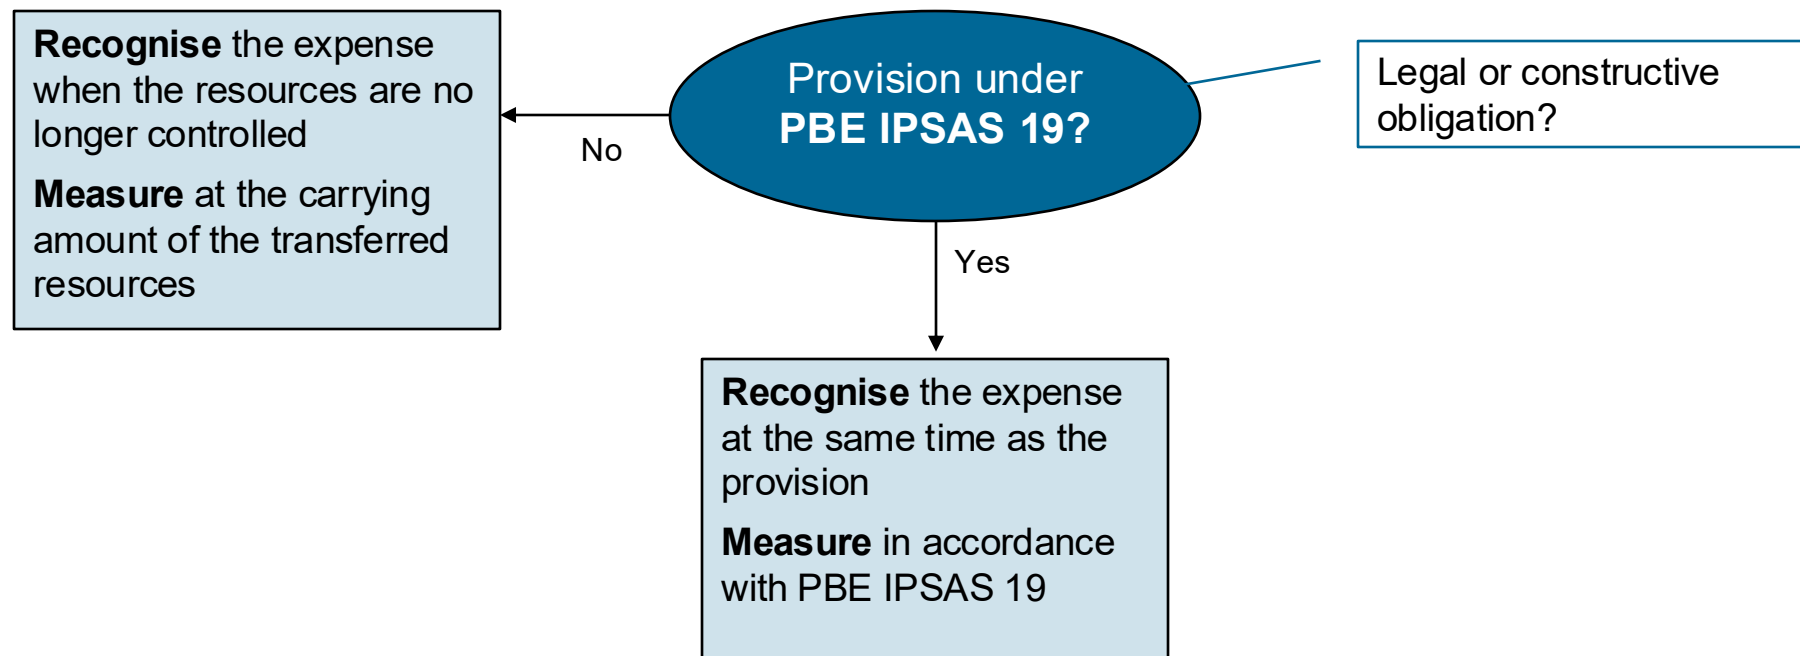 Recognise the expense
when the resources are no
longer controlled
Measure at the carrying
amount of the transferred
resources
No
Provision under
PBE IPSAS 19?
Legal or constructive
obligation?
Yes
Recognise the expense
at the same time as the
provision
Measure in accordance
with PBE IPSAS 19